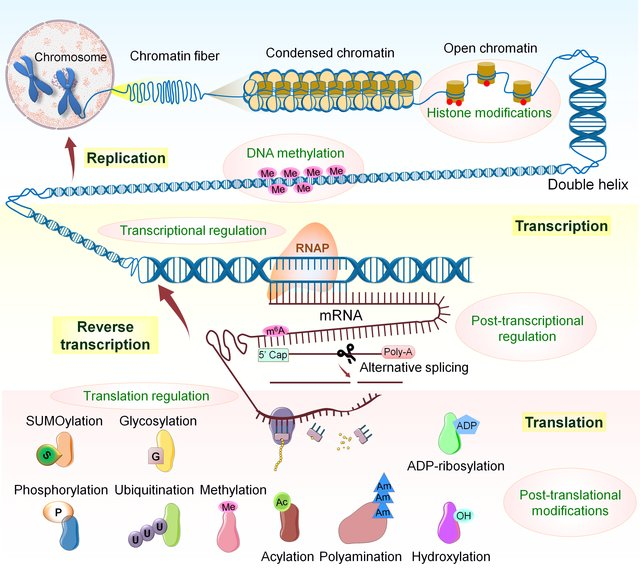 Chromosome
Chromatin fiber
Condensed chromatin
Open chromatin
Histone modifications
Replication
DNA methylation
Me Me Me Me
Me Me
Double helix
Transcriptional regulation
Transcription
RNAP
mRNA
Reverse
transcription
m⁶A
5' Cap
Poly-A
Alternative splicing
Post-transcriptional
regulation
Translation regulation
Translation
SUMOylation
Glycosylation
S
G
ADP
ADP-ribosylation
Phosphorylation
Ubiquitination
Methylation
P
U U U
Me
Ac
Am
Am
Am
OH
Acylation
Polyamination
Hydroxylation
Post-translational
modifications